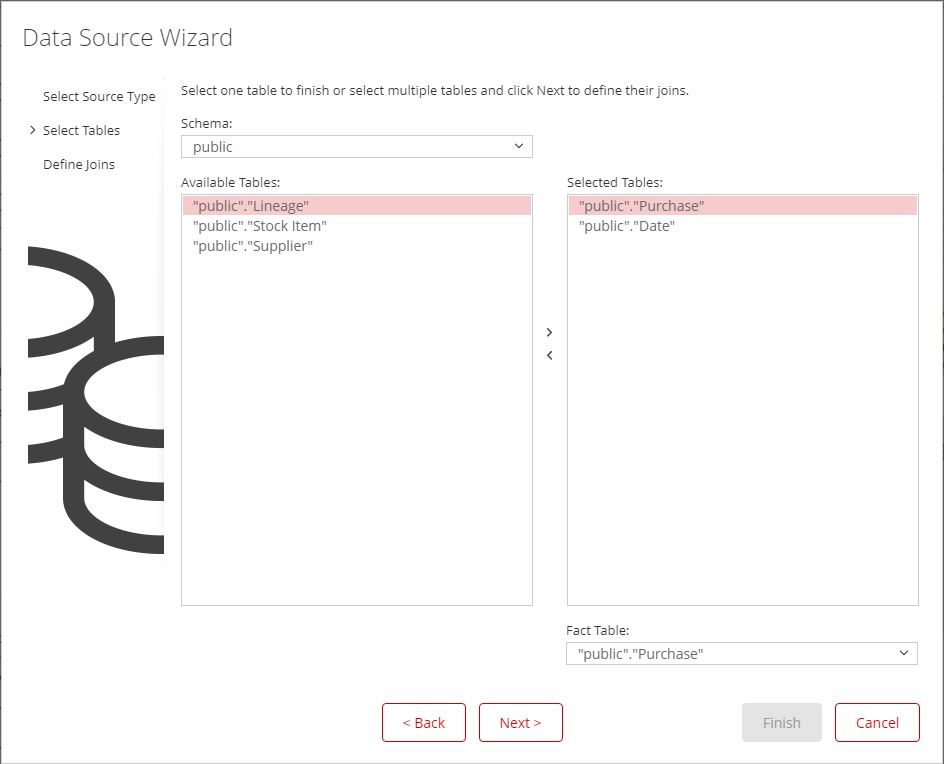 Data Source Wizard
Select Source Type
Select Tables
Define Joins
Select one table to finish or select multiple tables and click Next to define their joins.
Schema:
public
Available Tables:
"public"."Lineage"
"public"."Stock Item"
"public"."Supplier"
Selected Tables:
"public"."Purchase"
"public"."Date"
Fact Table:
"public"."Purchase"
< Back
Next >
Finish
Cancel